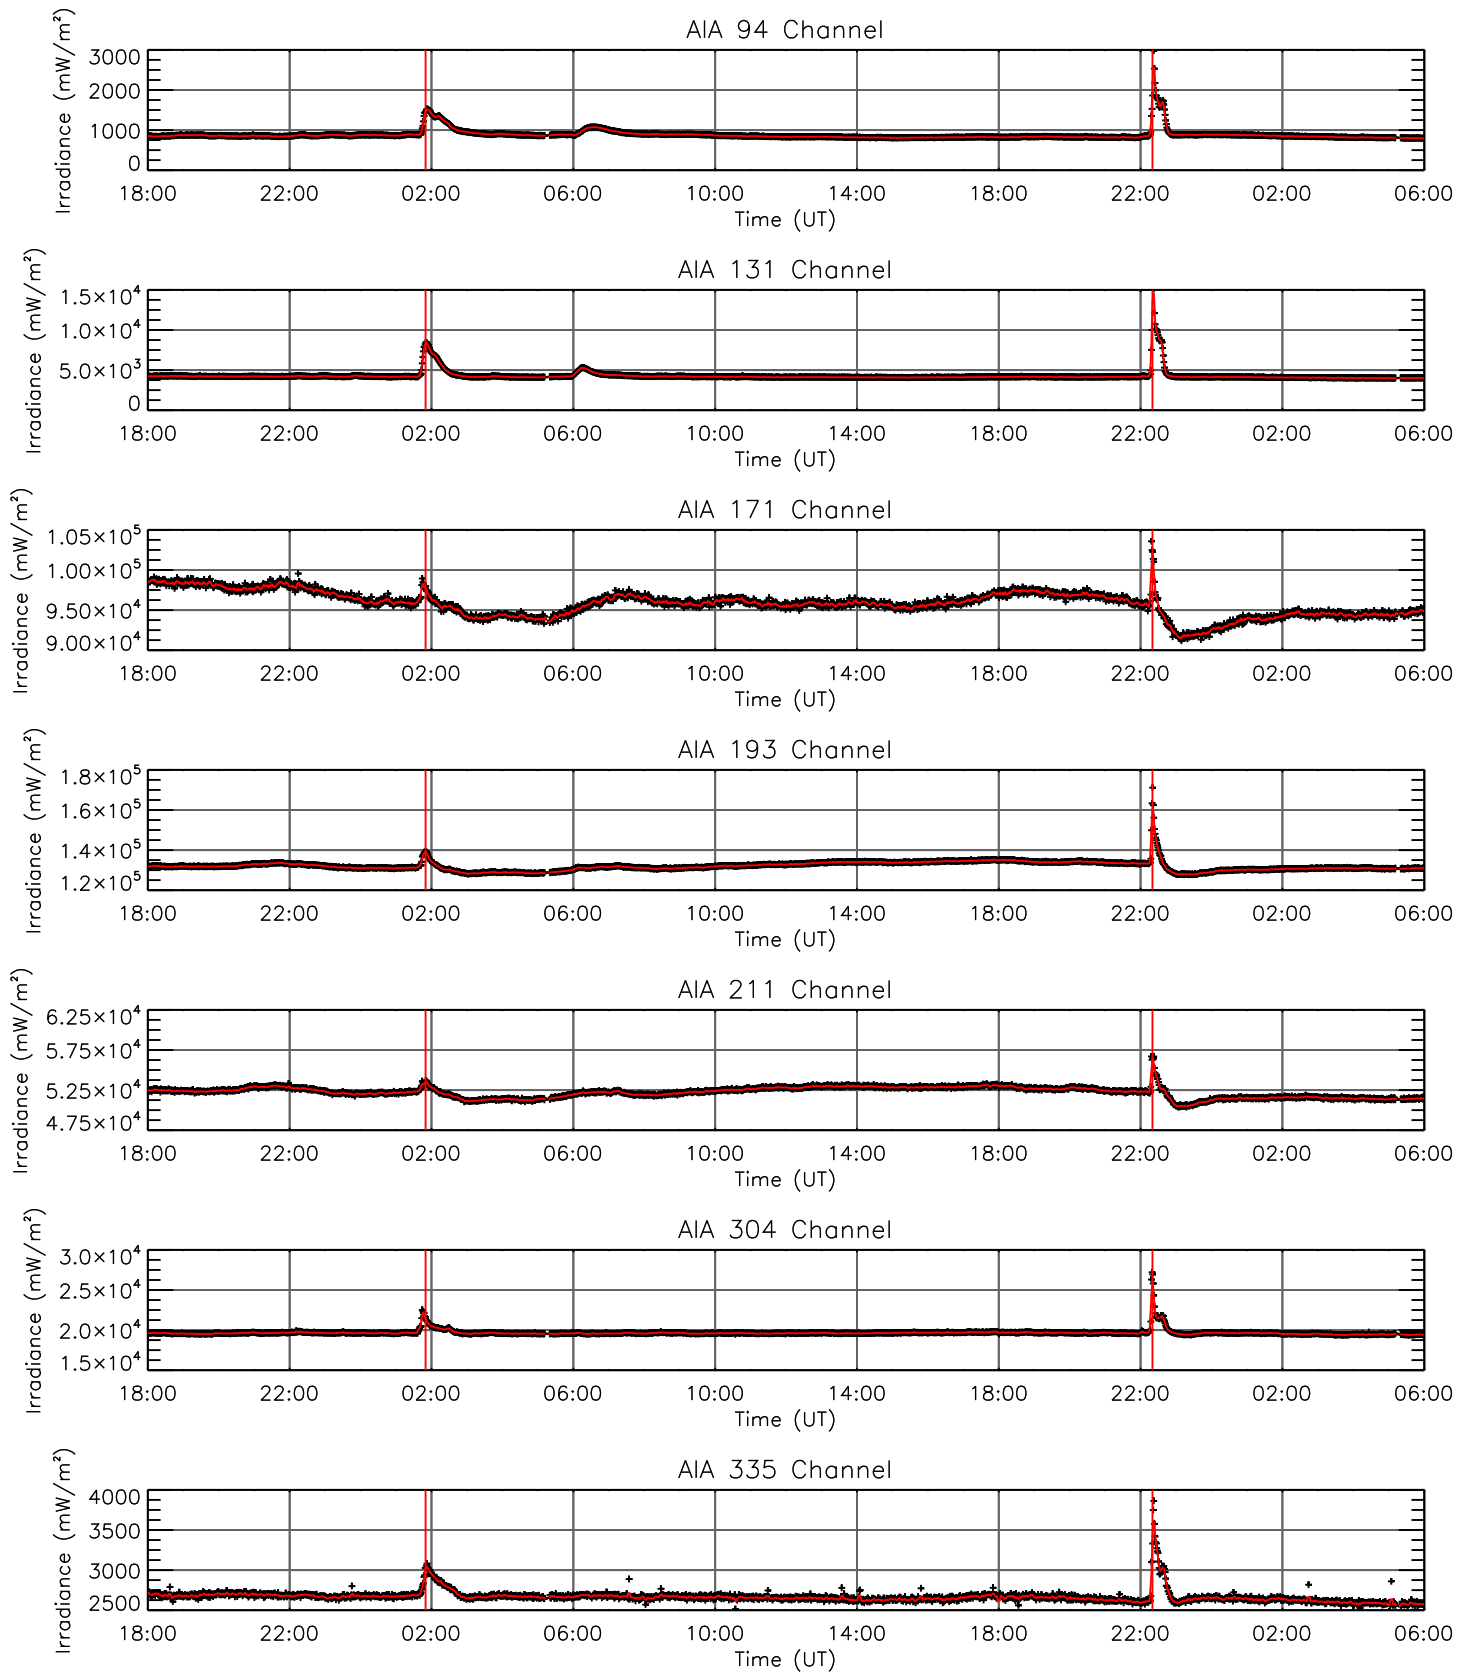 AIA 94 Channel
Irradiance (mW/m²)
3000
2000
1000
0
18:00 22:00 02:00 06:00 10:00 14:00 18:00 22:00 02:00 06:00
Time (UT)
AIA 131 Channel
Irradiance (mW/m²)
1.5×10⁴
1.0×10⁴
5.0×10³
0
18:00 22:00 02:00 06:00 10:00 14:00 18:00 22:00 02:00 06:00
Time (UT)
AIA 171 Channel
Irradiance (mW/m²)
1.05×10⁵
1.00×10⁵
9.50×10⁴
9.00×10⁴
18:00 22:00 02:00 06:00 10:00 14:00 18:00 22:00 02:00 06:00
Time (UT)
AIA 193 Channel
Irradiance (mW/m²)
1.8×10⁵
1.6×10⁵
1.4×10⁵
1.2×10⁵
18:00 22:00 02:00 06:00 10:00 14:00 18:00 22:00 02:00 06:00
Time (UT)
AIA 211 Channel
Irradiance (mW/m²)
6.25×10⁴
5.75×10⁴
5.25×10⁴
4.75×10⁴
18:00 22:00 02:00 06:00 10:00 14:00 18:00 22:00 02:00 06:00
Time (UT)
AIA 304 Channel
Irradiance (mW/m²)
3.0×10⁴
2.5×10⁴
2.0×10⁴
1.5×10⁴
18:00 22:00 02:00 06:00 10:00 14:00 18:00 22:00 02:00 06:00
Time (UT)
AIA 335 Channel
Irradiance (mW/m²)
4000
3500
3000
2500
18:00 22:00 02:00 06:00 10:00 14:00 18:00 22:00 02:00 06:00
Time (UT)